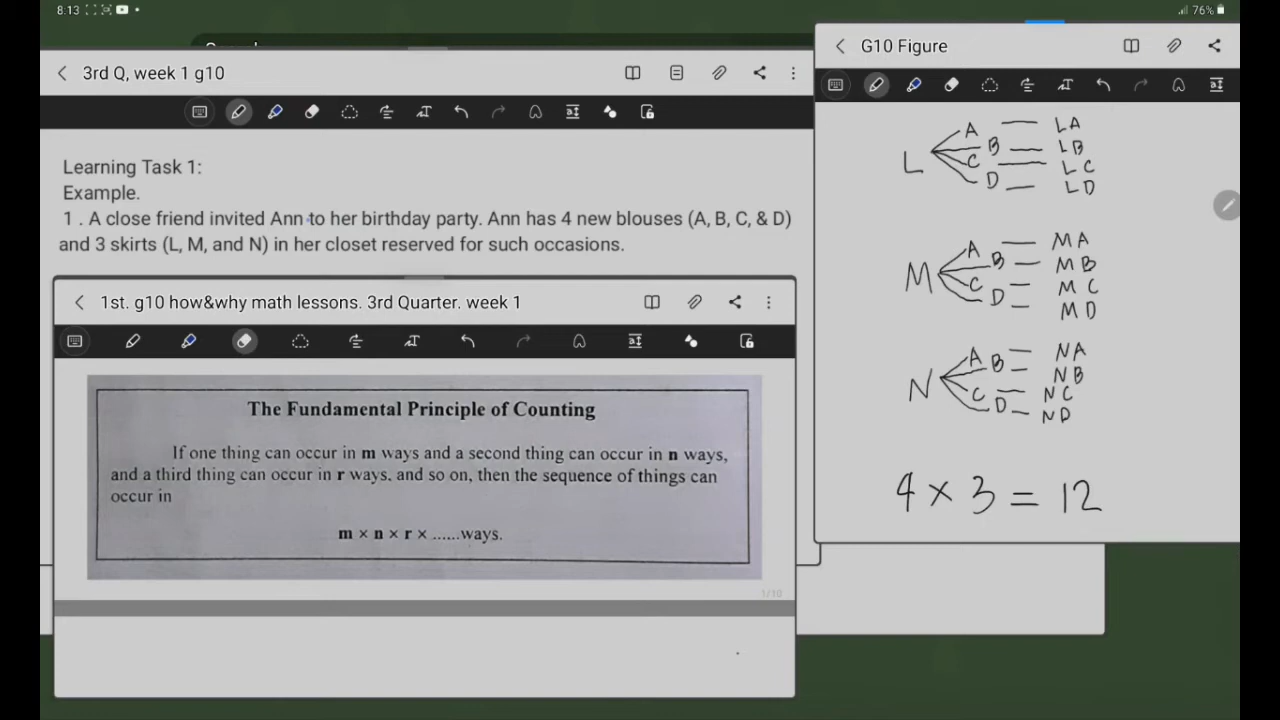 8:13
76%
3rd Q, week 1 g10
Learning Task 1:
Example.
1 . A close friend invited Ann to her birthday party. Ann has 4 new blouses (A, B, C, & D)
and 3 skirts (L, M, and N) in her closet reserved for such occasions.
1st. g10 how&why math lessons. 3rd Quarter. week 1
The Fundamental Principle of Counting
If one thing can occur in m ways and a second thing can occur in n ways,
and a third thing can occur in r ways, and so on, then the sequence of things can
occur in
m × n × r × ......ways.
1/10
G10 Figure
A LA
B LB
L
C LC
D LD
A MA
B MB
M
C MC
D MD
A NA
B NB
N
C NC
D ND
4 × 3 = 12